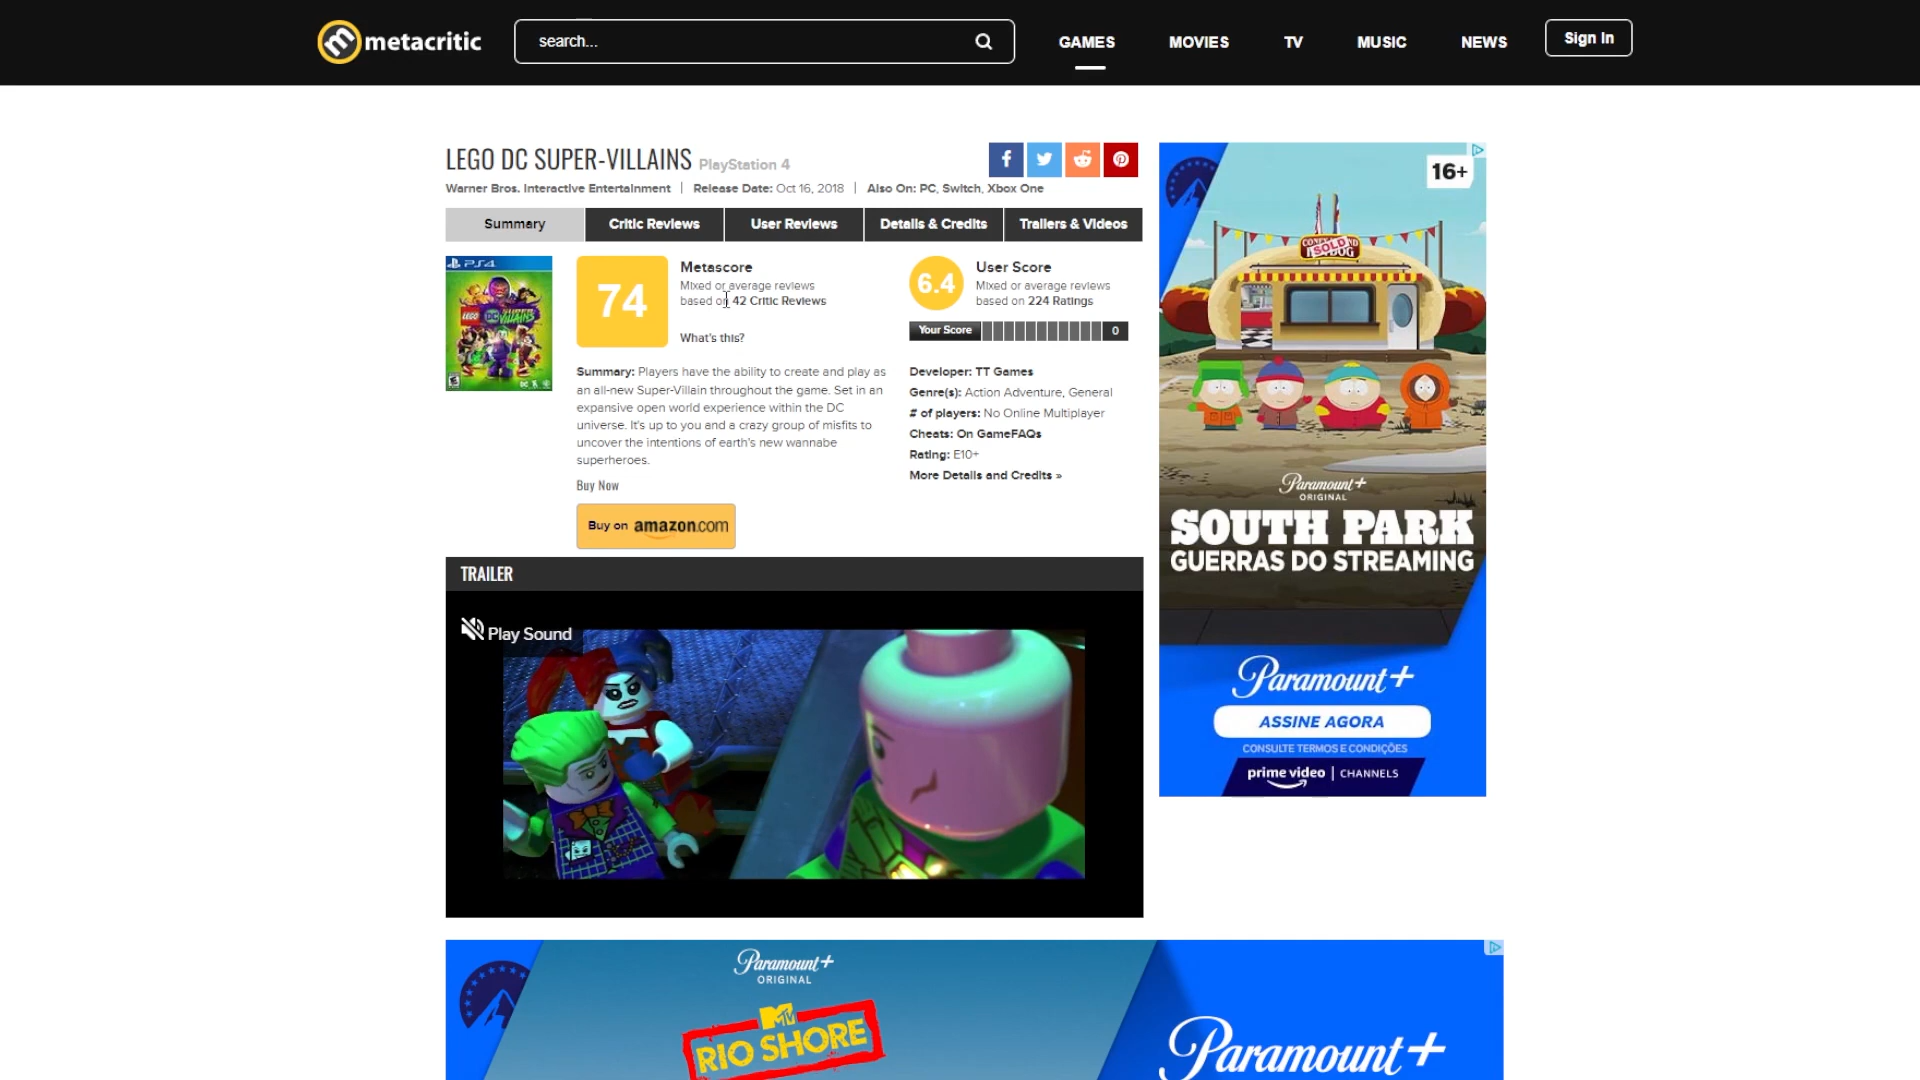 metacritic
search...
GAMES
MOVIES
TV
MUSIC
NEWS
Sign In
LEGO DC SUPER-VILLAINS PlayStation 4
Warner Bros. Interactive Entertainment | Release Date: Oct 16, 2018 | Also On: PC, Switch, Xbox One
Summary
Critic Reviews
User Reviews
Details & Credits
Trailers & Videos
PS4
LEGO DC SUPER VILLAINS
74
Metascore
Mixed or average reviews
based on 42 Critic Reviews
What's this?
6.4
User Score
Mixed or average reviews
based on 224 Ratings
Your Score 0
Summary: Players have the ability to create and play as
an all-new Super-Villain throughout the game. Set in an
expansive open world experience within the DC
universe. It's up to you and a crazy group of misfits to
uncover the intentions of earth's new wannabe
superheroes.
Buy Now
Buy on amazon.com
Developer: TT Games
Genre(s): Action Adventure, General
# of players: No Online Multiplayer
Cheats: On GameFAQs
Rating: E10+
More Details and Credits »
TRAILER
Play Sound
16+
SOLD
Paramount+
ORIGINAL
SOUTH PARK
GUERRAS DO STREAMING
Paramount+
ASSINE AGORA
CONSULTE TERMOS E CONDIÇÕES
prime video | CHANNELS
Paramount+
ORIGINAL
MTV
RIO SHORE
Paramount+